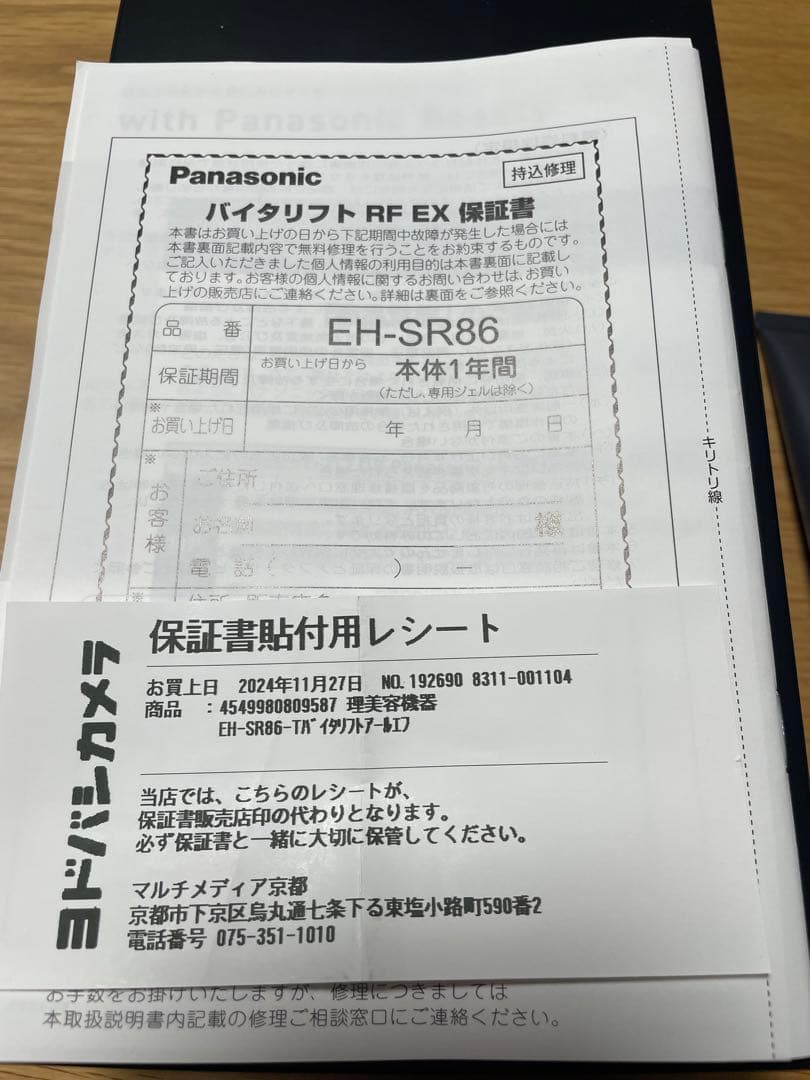 with Panasonic Beauty
Panasonic
持込修理
バイタリフト RF EX 保証書
本書はお買い上げの日から下記期間中故障が発生した場合には
本書裏面記載内容で無料修理を行うことをお約束するものです。
ご記入いただきました個人情報の利用目的は本書裏面に記載し
ております。お客様の個人情報に関するお問い合わせは、お買い
上げの販売店にご連絡ください。詳細は裏面をご参照ください。
品 番 EH-SR86
保証期間 お買い上げ日から 本体1年間
(ただし、専用ジェルは除く)
※お買い上げ日 年 月 日
※お客様
ご住所
お名前 様
電話 ( ) ー
キリトリ線
ヨドバシカメラ
保証書貼付用レシート
お買上日 2024年11月27日 NO.192690 8311-001104
商品 :4549980809587 理美容機器
EH-SR86-Tバイタリフトアールエフ
当店では、こちらのレシートが、
保証書販売店印の代わりとなります。
必ず保証書と一緒に大切に保管してください。
マルチメディア京都
京都市下京区烏丸通七条下る東塩小路町590番2
電話番号 075-351-1010
お手数をお掛けいたしますが、修理につきましては
本取扱説明書内記載の修理ご相談窓口にご連絡ください。